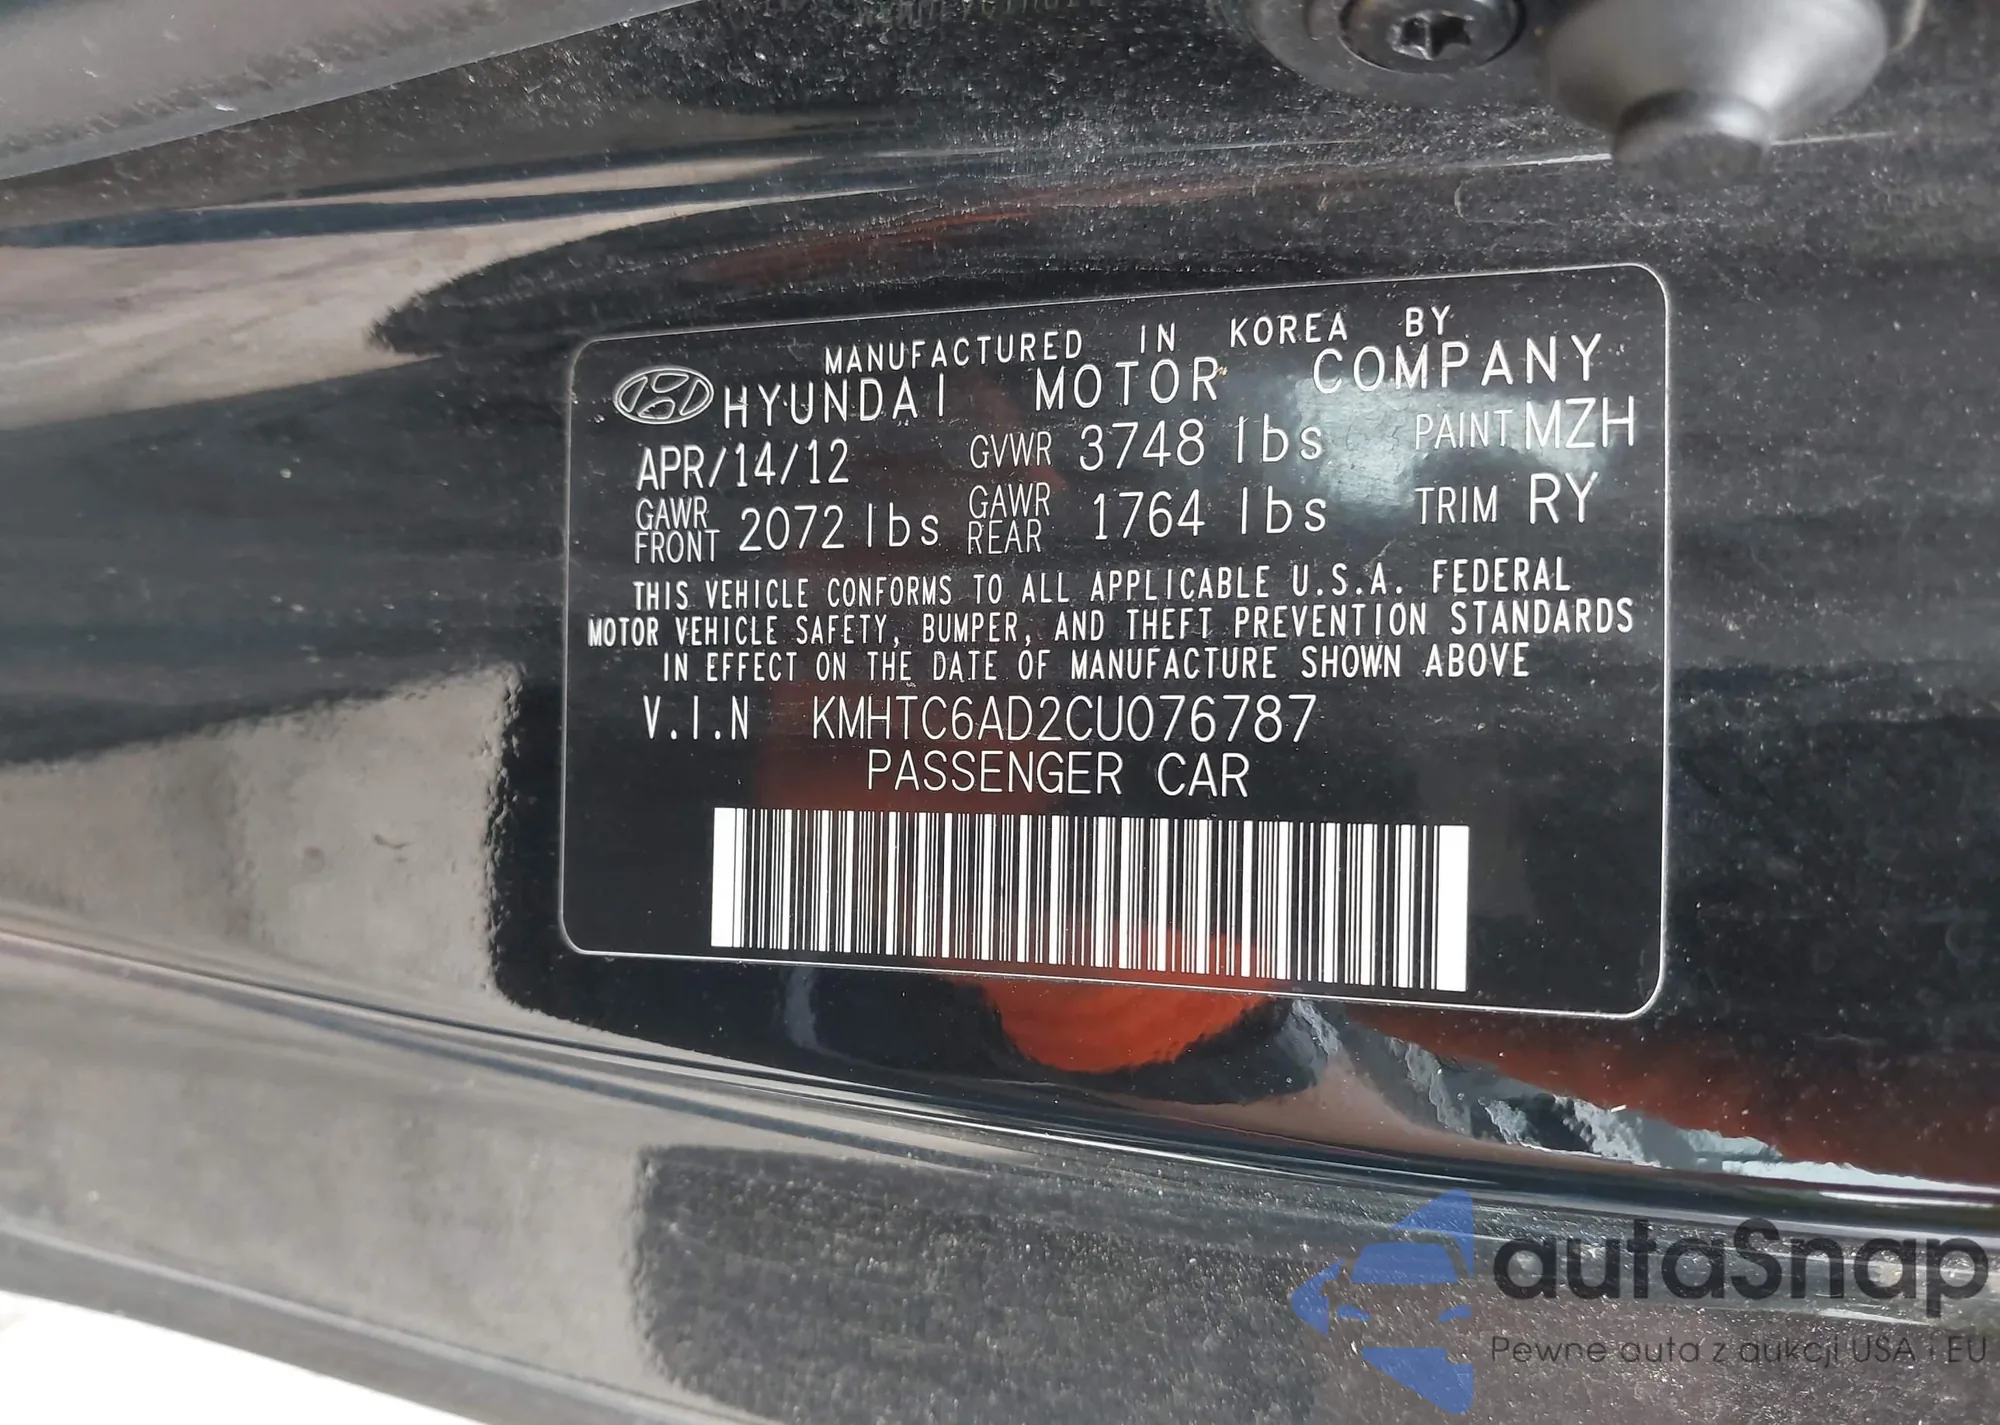 MANUFACTURED IN KOREA BY
HYUNDAI MOTOR COMPANY
APR/14/12 GVWR 3748 lbs PAINT MZH
GAWR FRONT 2072 lbs GAWR REAR 1764 lbs TRIM RY
THIS VEHICLE CONFORMS TO ALL APPLICABLE U.S.A. FEDERAL
MOTOR VEHICLE SAFETY, BUMPER, AND THEFT PREVENTION STANDARDS
IN EFFECT ON THE DATE OF MANUFACTURE SHOWN ABOVE
V.I.N KMHTC6AD2CU076787
PASSENGER CAR
autaSnap
Pewne auta z aukcji USA i EU